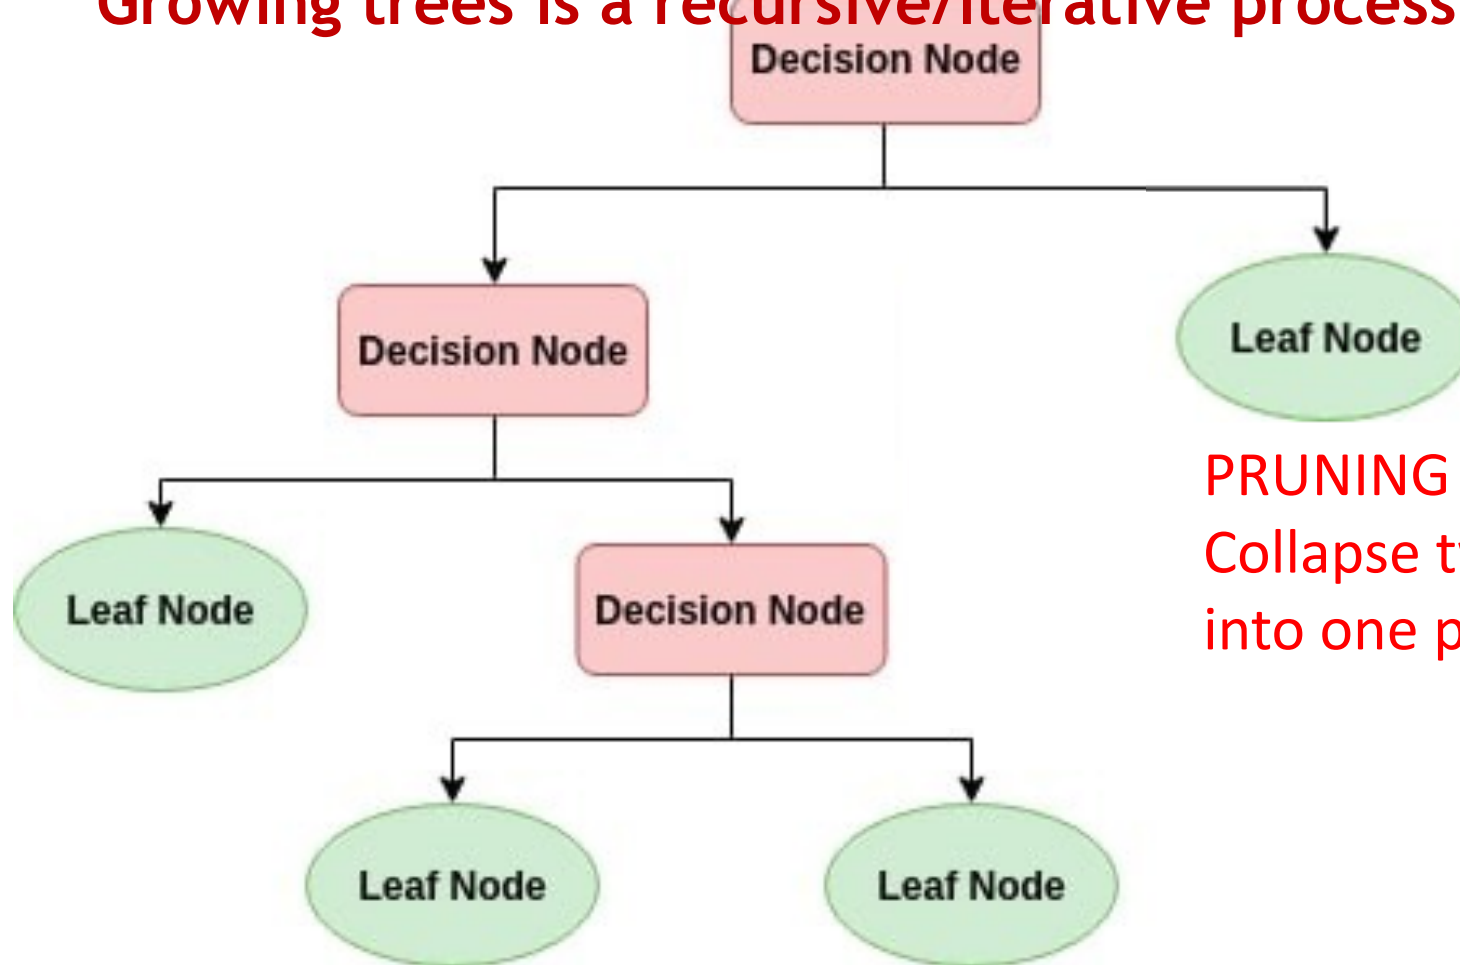 Growing trees is a recursive/iterative process
Decision Node
Decision Node
Leaf Node
PRUNING
Collapse
into one
Leaf Node
Decision Node
Leaf Node
Leaf Node